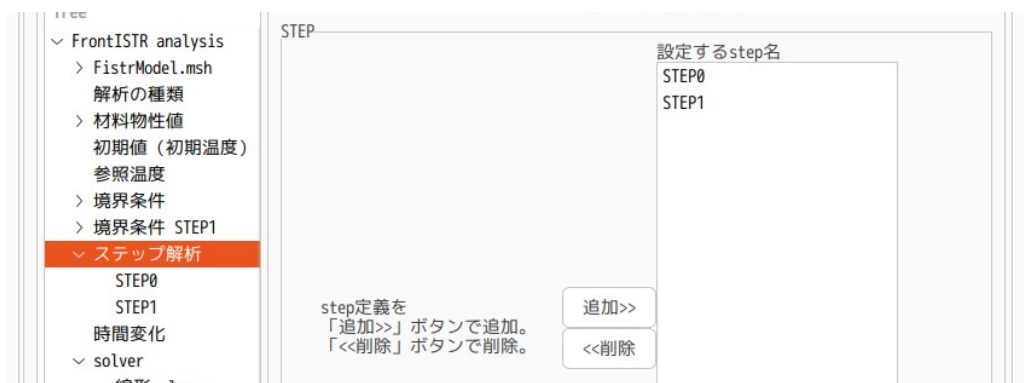 Tree
FrontISTR analysis
FistrModel.msh
解析の種類
材料物性値
初期値（初期温度）
参照温度
境界条件
境界条件 STEP1
ステップ解析
STEP0
STEP1
時間変化
solver
STEP
設定するstep名
STEP0
STEP1
step定義を
「追加>>」ボタンで追加。
「<<削除」ボタンで削除。
追加>>
<<削除